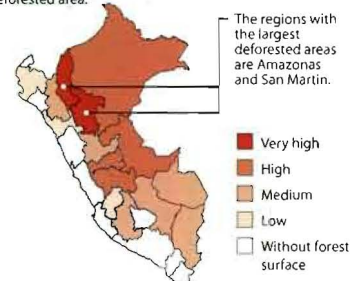 deforested area.
The regions with
the largest
deforested areas
are Amazonas
and San Martin.
Very high
High
Medium
Low
Without forest
surface